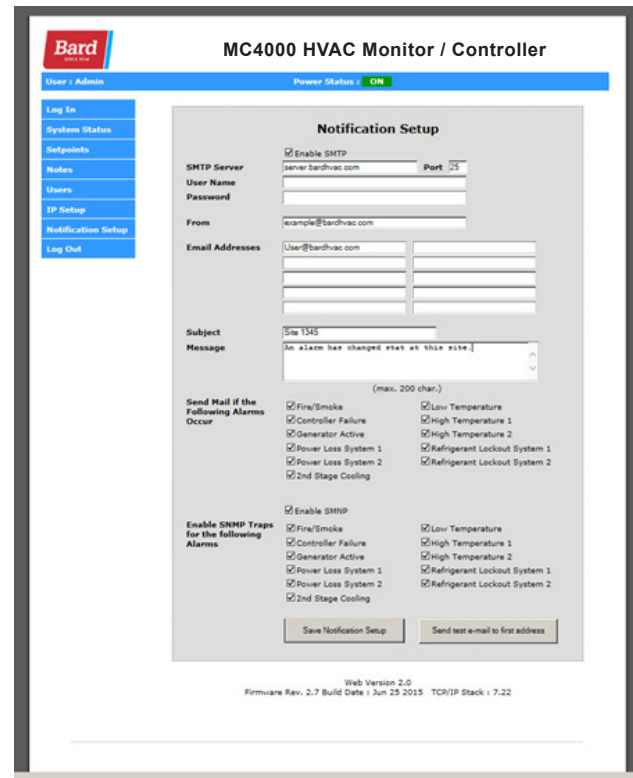 Bard
MC4000 HVAC Monitor / Controller
User : Admin
Power Status : ON
Log In
System Status
Setpoints
Notes
Users
IP Setup
Notification Setup
Log Out
Notification Setup
Enable SMTP
SMTP Server server.bardhvac.com Port 25
User Name
Password
From example@bardhvac.com
Email Addresses User@bardhvac.com
Subject Site 1345
Message An alarm has changed stat at this site.
(max. 200 char.)
Send Mail if the
Following Alarms
Occur
Fire/Smoke Low Temperature
Controller Failure High Temperature 1
Generator Active High Temperature 2
Power Loss System 1 Refrigerant Lockout System 1
Power Loss System 2 Refrigerant Lockout System 2
2nd Stage Cooling
Enable SMNP
Enable SNMP Traps
for the following
Alarms
Fire/Smoke Low Temperature
Controller Failure High Temperature 1
Generator Active High Temperature 2
Power Loss System 1 Refrigerant Lockout System 1
Power Loss System 2 Refrigerant Lockout System 2
2nd Stage Cooling
Save Notification Setup
Send test e-mail to first address
Web Version 2.0
Firmware Rev. 2.7 Build Date : Jun 25 2015 TCP/IP Stack : 7.22